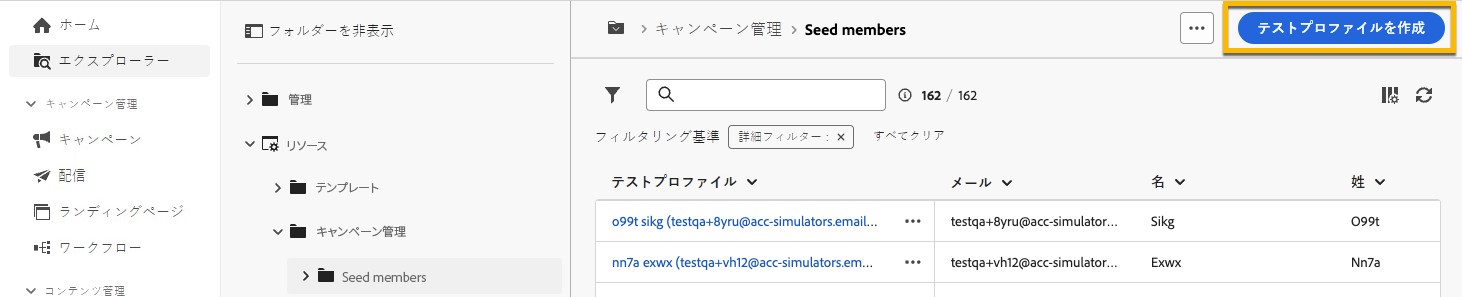 ホーム
エクスプローラー
キャンペーン管理
キャンペーン
配信
ランディングページ
ワークフロー
コンテンツ管理
フォルダーを非表示
管理
リソース
テンプレート
キャンペーン管理
Seed members
キャンペーン管理 Seed members
テストプロファイルを作成
162 / 162
フィルタリング基準 詳細フィルター : すべてクリア
テストプロファイル メール 名 姓
o99t sikg (testqa+8yru@acc-simulators.email... testqa+8yru@acc-simulator... Sikg O99t
nn7a exwx (testqa+vh12@acc-simulators.em... testqa+vh12@acc-simulator... Exwx Nn7a